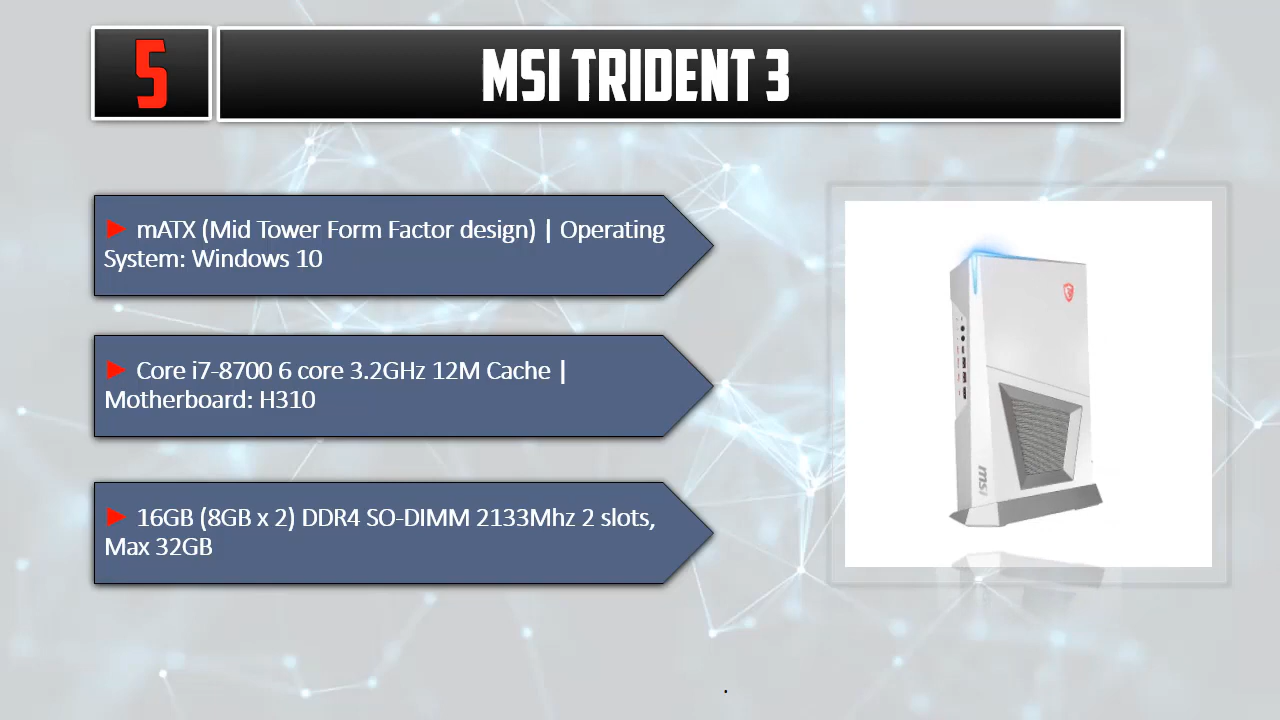 5
MSI TRIDENT 3
► mATX (Mid Tower Form Factor design) | Operating
System: Windows 10
► Core i7-8700 6 core 3.2GHz 12M Cache |
Motherboard: H310
► 16GB (8GB x 2) DDR4 SO-DIMM 2133Mhz 2 slots,
Max 32GB
msi
.